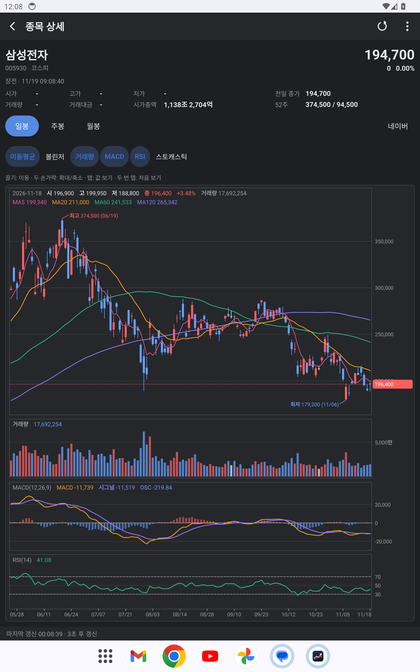 12:08
종목 상세
삼성전자
194,700
005930 · 코스피
0 0.00%
장전 · 11/19 09:08:40
시가 - 고가 - 저가 - 전일 종가 194,700
거래량 - 거래대금 - 시가총액 1,138조 2,704억 52주 374,500 / 94,500
일봉 주봉 월봉 네이버
이동평균 볼린저 거래량 MACD RSI 스토캐스틱
끌기: 이동 · 두 손가락: 확대/축소 · 탭: 값 보기 · 두 번 탭: 처음 보기
2026-11-18 시 196,900 고 199,950 저 188,800 종 196,400 +3.48% 거래량 17,692,254
MA5 199,340 MA20 211,000 MA60 241,533 MA120 265,342
최고 374,500 (06/19)
350,000
300,000
250,000
196,400
최저 179,200 (11/06)
거래량 17,692,254
5,000만
MACD(12,26,9) MACD -11,739 시그널 -11,519 OSC -219.84
20,000
0
-20,000
RSI(14) 41.08
70
50
30
05/28 06/11 06/24 07/07 07/21 08/03 08/14 08/28 09/10 09/23 10/08 10/22 11/05 11/18
마지막 갱신 00:08:39 · 3초 후 갱신